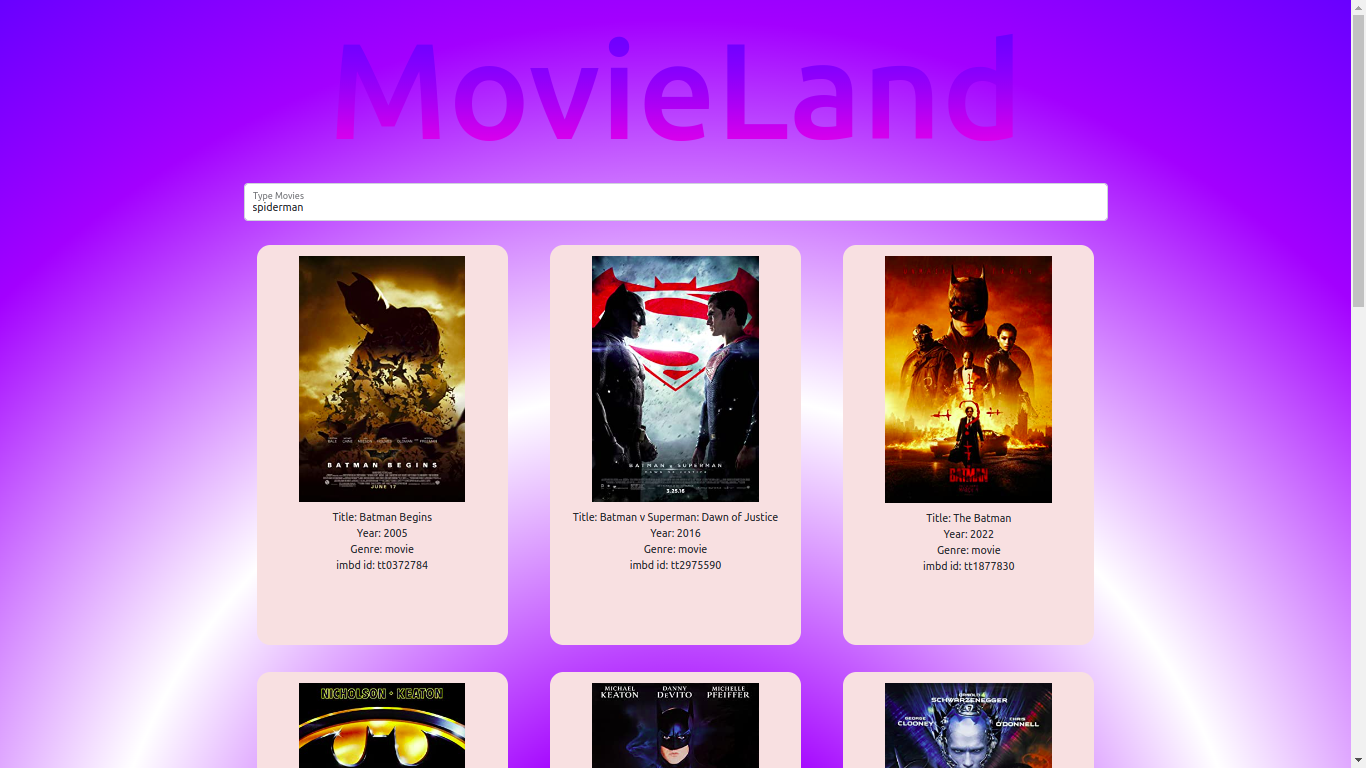 MovieLand
Type Movies
spiderman
BATMAN BEGINS
JUNE 17
BATMAN v SUPERMAN
DAWN OF JUSTICE
3.25.16
THE BATMAN
Title: Batman Begins
Year: 2005
Genre: movie
imbd id: tt0372784
Title: Batman v Superman: Dawn of Justice
Year: 2016
Genre: movie
imbd id: tt2975590
Title: The Batman
Year: 2022
Genre: movie
imbd id: tt1877830
NICHOLSON · KEATON
MICHAEL KEATON
DANNY DEVITO
MICHELLE PFEIFFER
ARNOLD SCHWARZENEGGER
GEORGE CLOONEY
CHRIS O'DONNELL